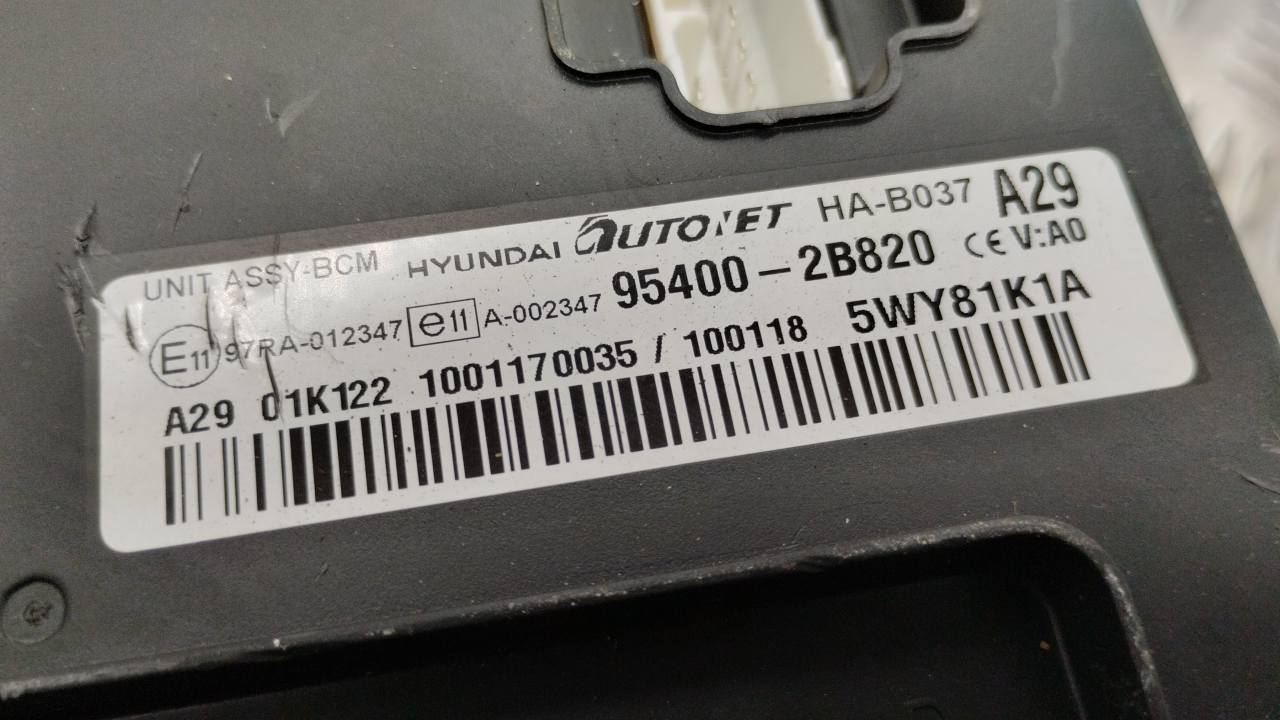 UNIT ASSY-BCM HYUNDAI AUTONET HA-B037 A29
E11 97RA-012347 e11 A-002347 95400-2B820 CE V:A0
A29 01K122 1001170035 / 100118 5WY81K1A